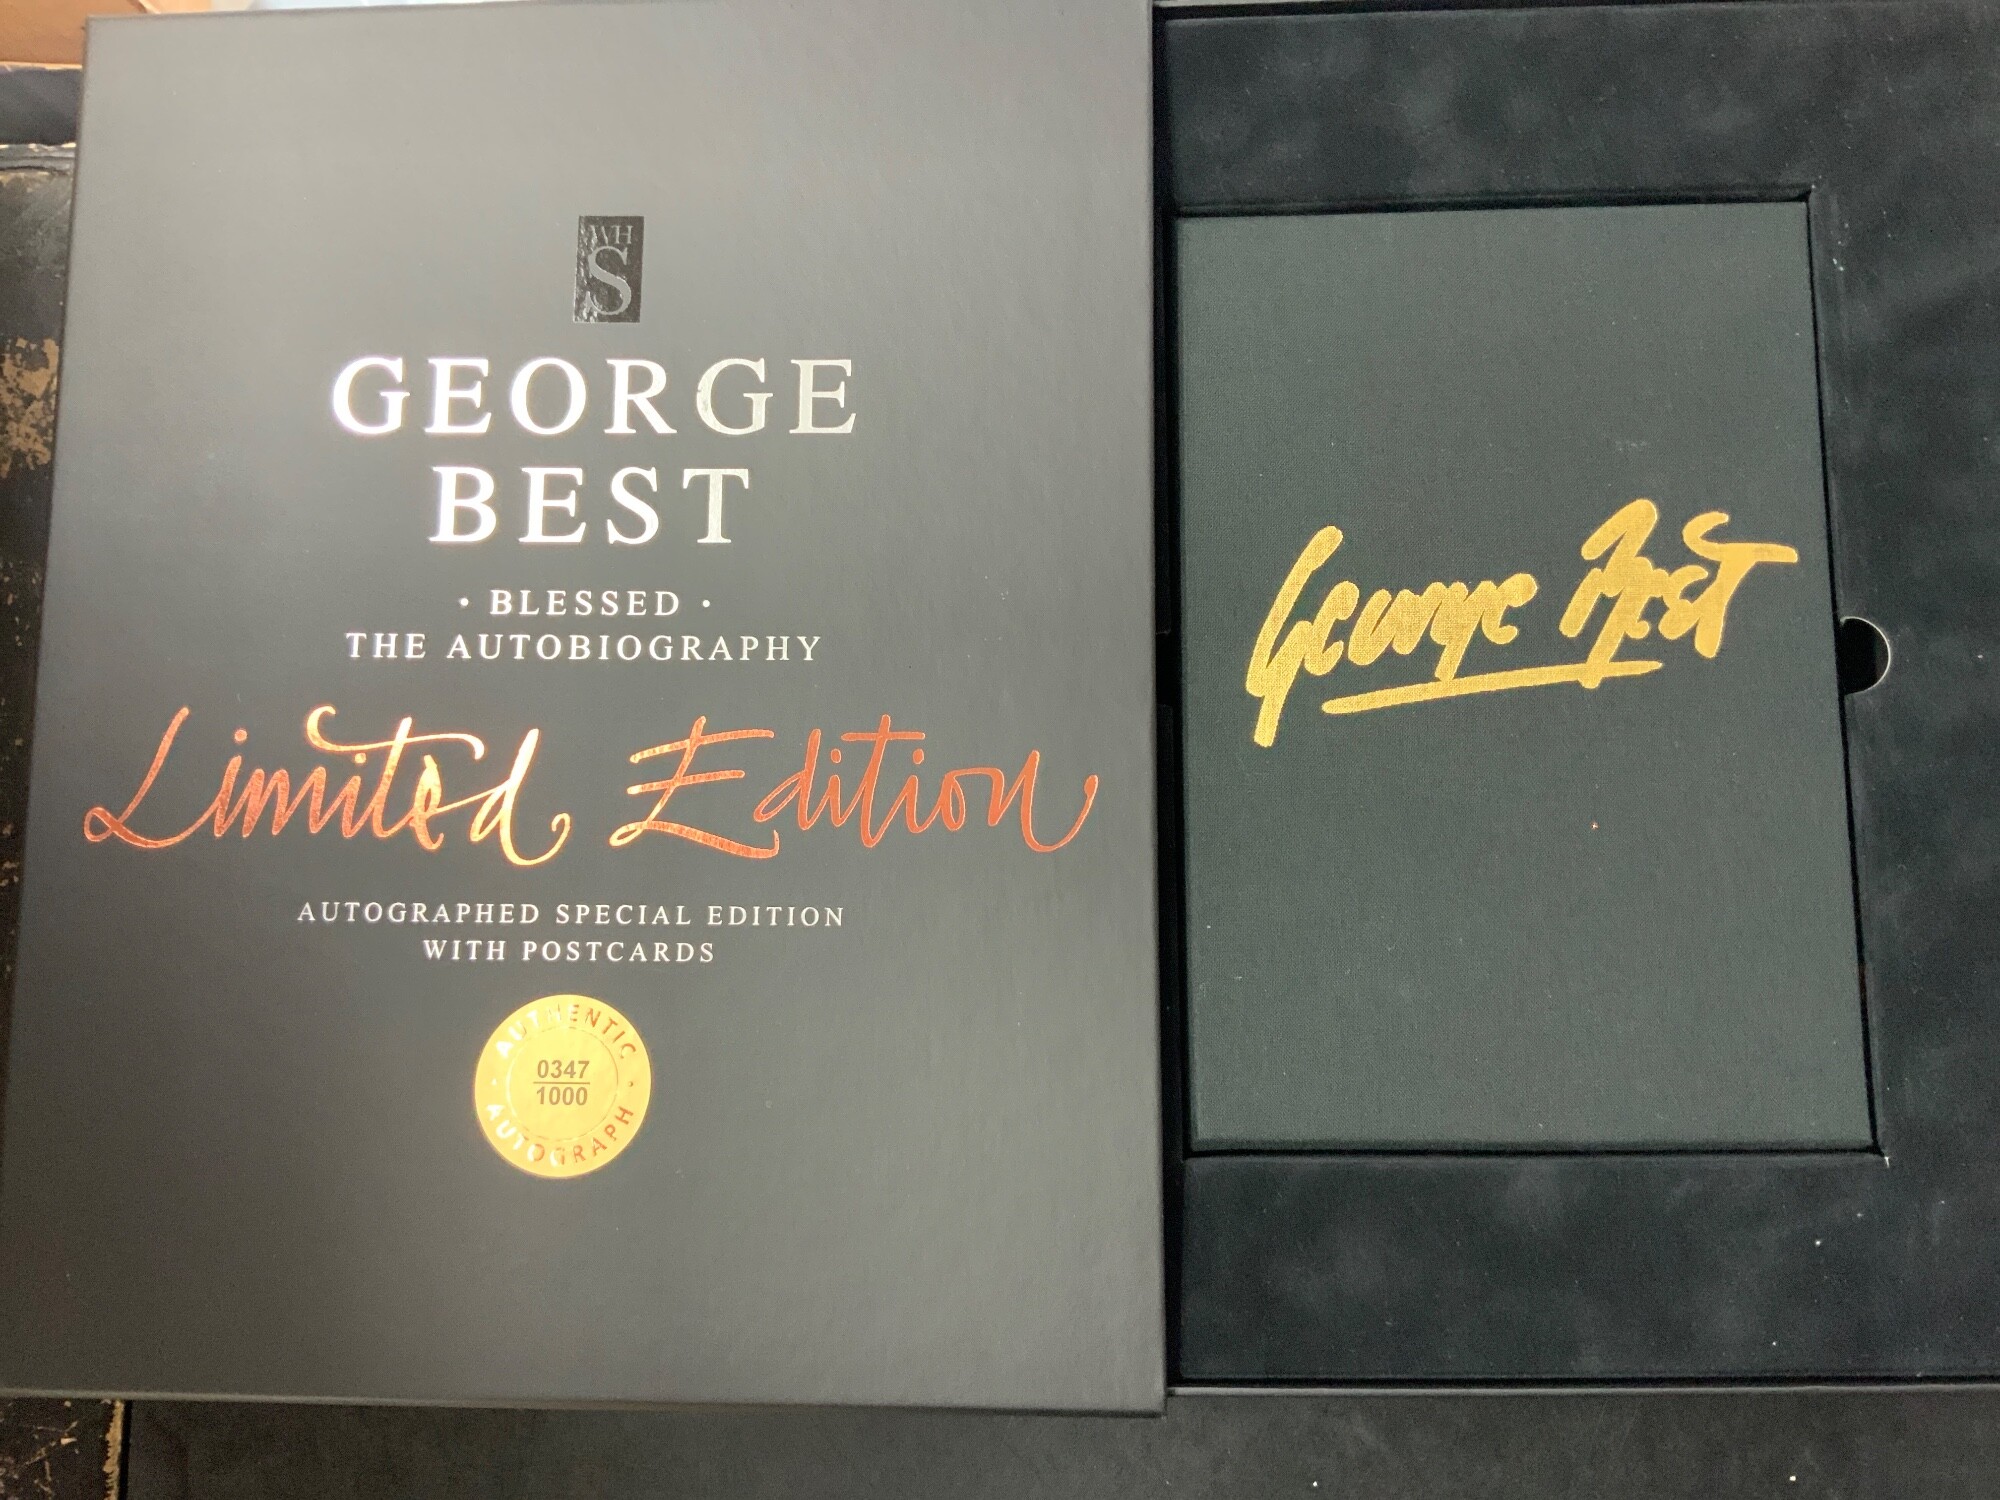 WH
S
GEORGE
BEST
· BLESSED ·
THE AUTOBIOGRAPHY
Limited Edition
AUTOGRAPHED SPECIAL EDITION
WITH POSTCARDS
· AUTHENTIC ·
0347
1000
AUTOGRAPH
George Best